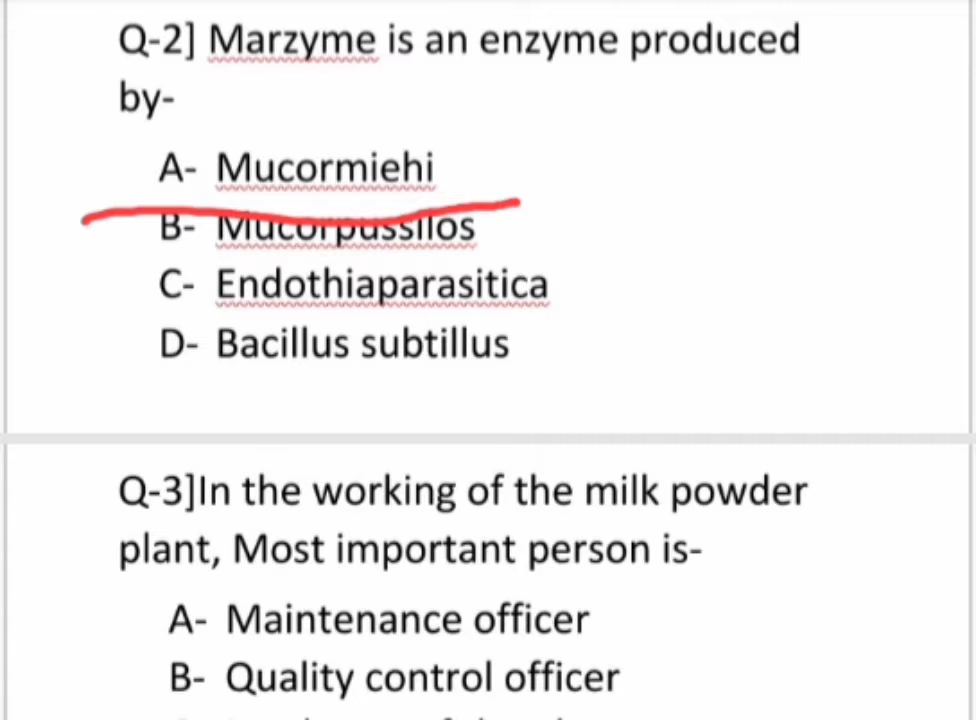 Q-2] Marzyme is an enzyme produced
by-
A- Mucormiehi
B- Mucorpussilos
C- Endothiaparasitica
D- Bacillus subtillus
Q-3]In the working of the milk powder
plant, Most important person is-
A- Maintenance officer
B- Quality control officer